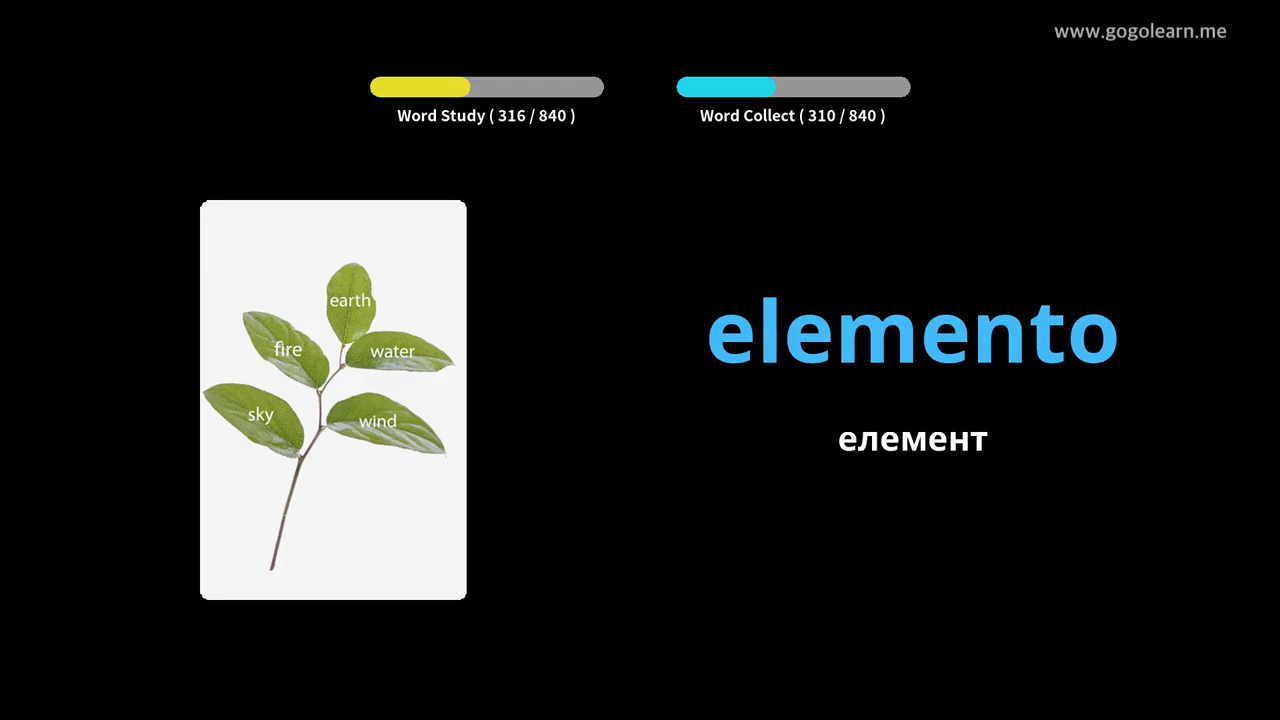 www.gogolearn.me
Word Study ( 316 / 840 )
Word Collect ( 310 / 840 )
earth
fire
water
sky
wind
elemento
елемент